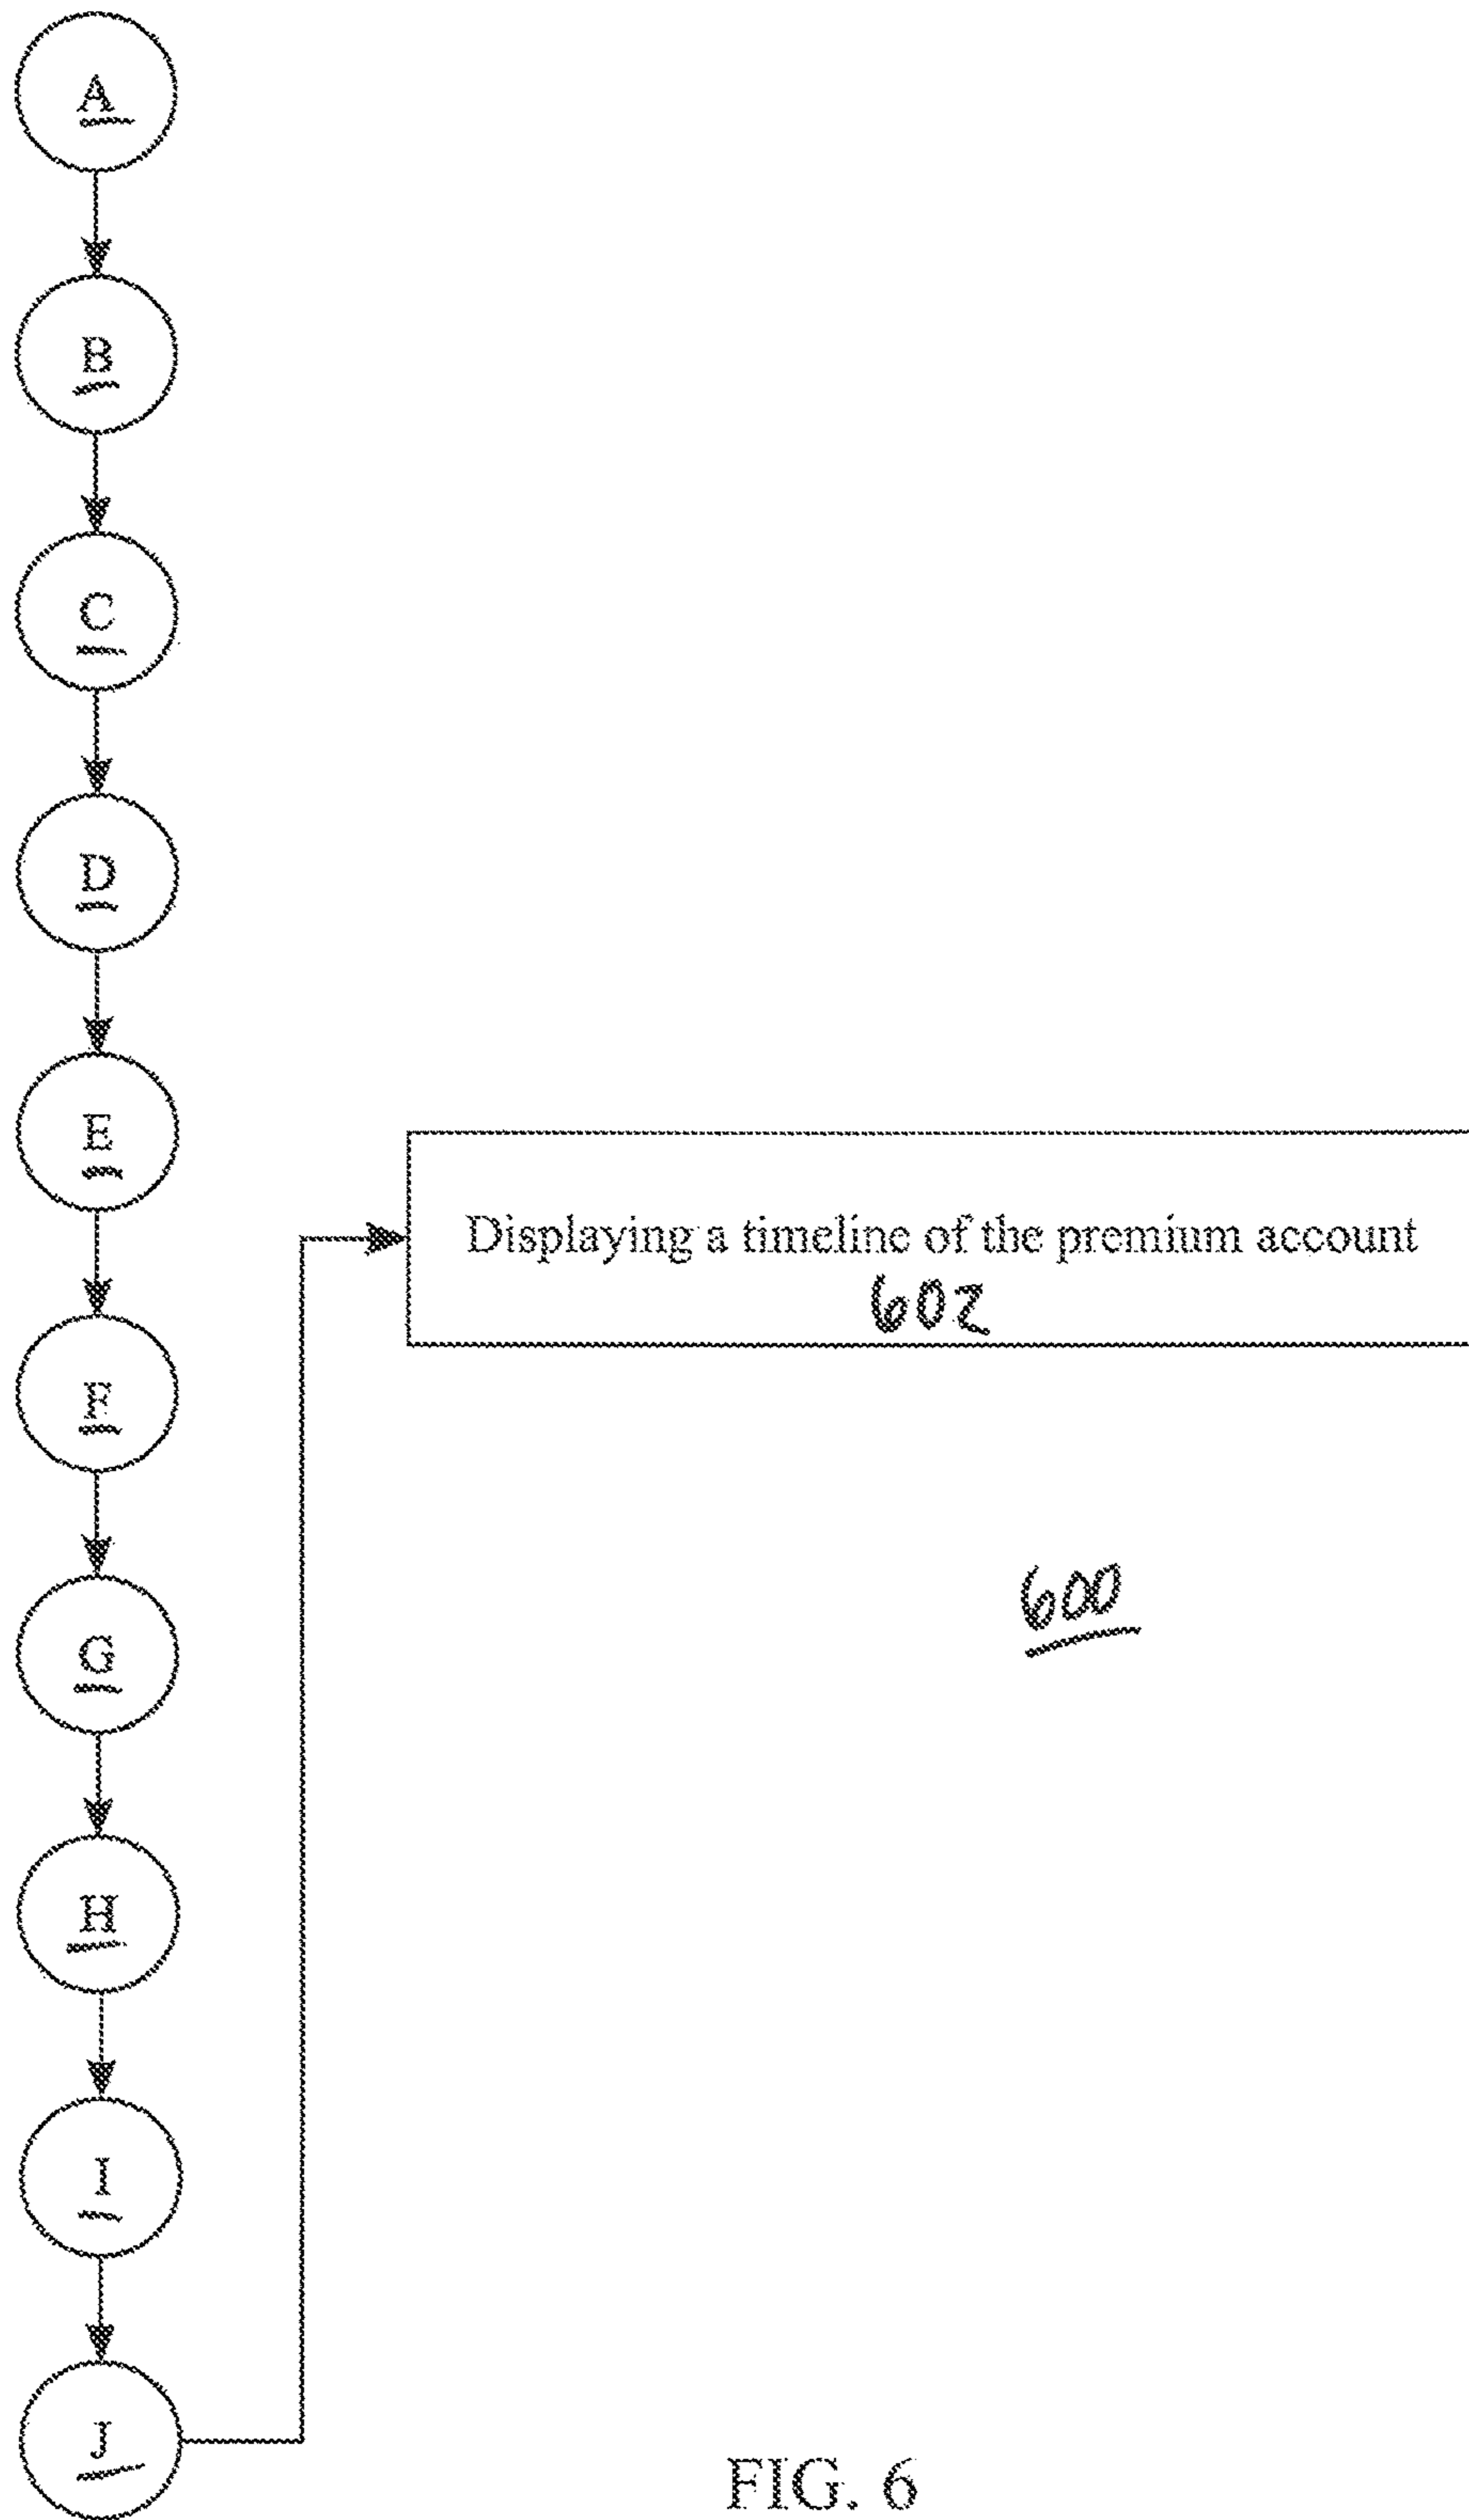 A
B
C
D
E
Displaying a timeline of the premium account
602
F
600
G
H
I
J
FIG. 6